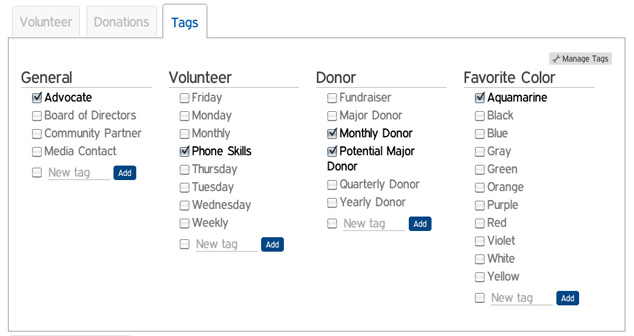 Volunteer
Donations
Tags
Manage Tags
General
Advocate
Board of Directors
Community Partner
Media Contact
New tag Add
Volunteer
Friday
Monday
Monthly
Phone Skills
Thursday
Tuesday
Wednesday
Weekly
New tag Add
Donor
Fundraiser
Major Donor
Monthly Donor
Potential Major
Donor
Quarterly Donor
Yearly Donor
New tag Add
Favorite Color
Aquamarine
Black
Blue
Gray
Green
Orange
Purple
Red
Violet
White
Yellow
New tag Add